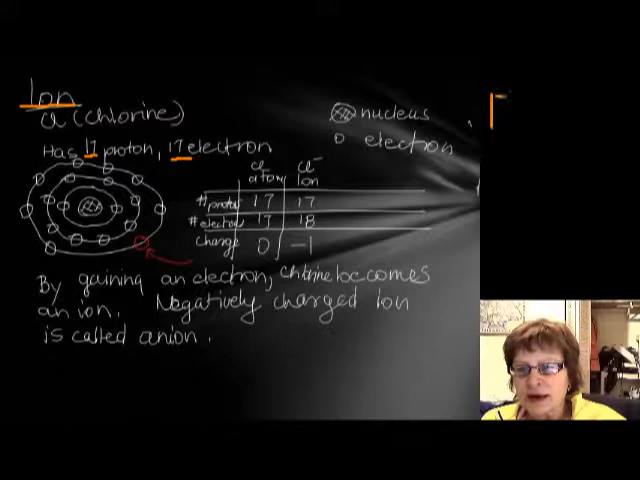 Ion
Cl (Chlorine)
Has 17 proton, 17 electron
nucleus
electron
Cl atom Cl⁻ Ion
#proton 17 17
#electron 17 18
charge 0 -1
By gaining an electron, chlorine becomes
an ion. Negatively charged Ion
is called anion.